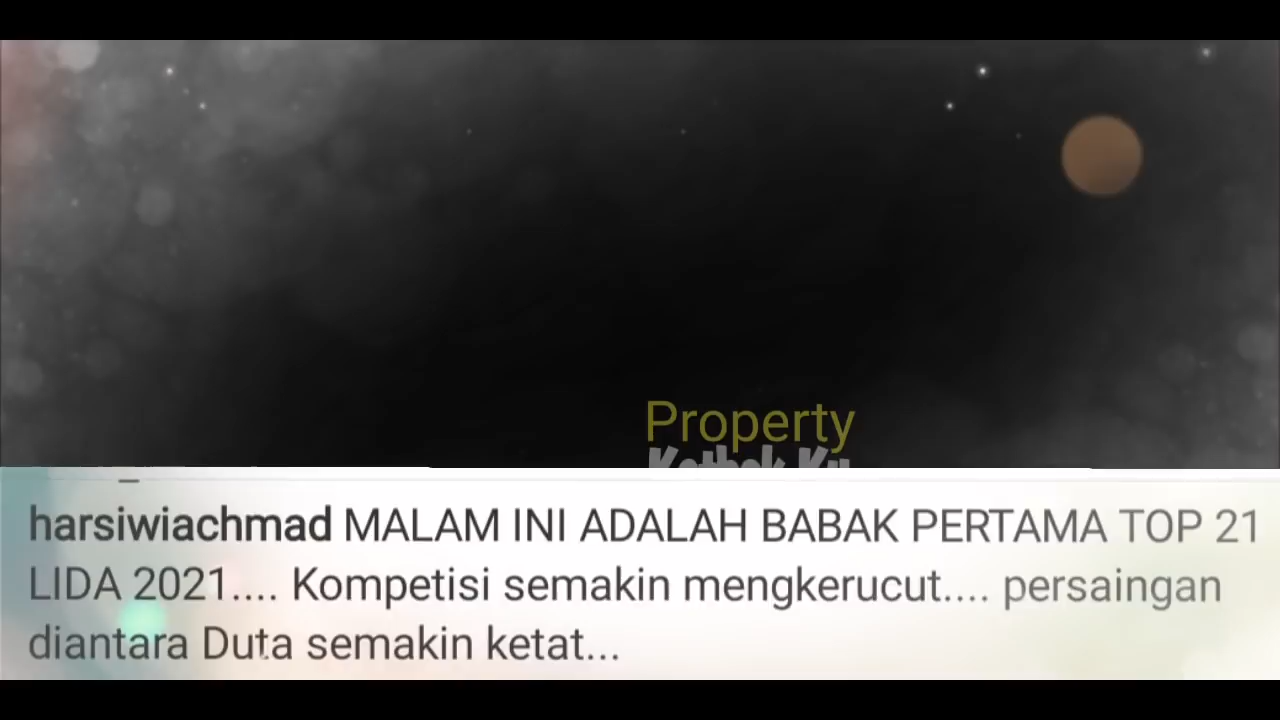 Property
harsiwiachmad MALAM INI ADALAH BABAK PERTAMA TOP 21
LIDA 2021.... Kompetisi semakin mengkerucut.... persaingan
diantara Duta semakin ketat...